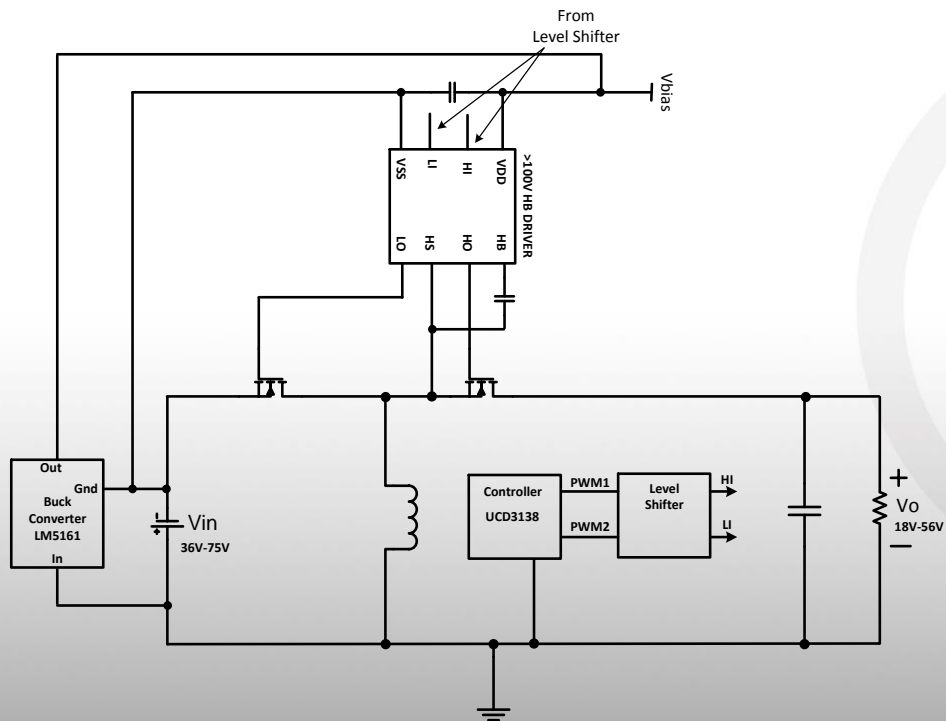 From
Level Shifter
Vbias
VSS
LI
HI
VDD
>100V HB DRIVER
LO
HS
HO
HB
Out
Gnd
Buck
Converter
LM5161
In
Vin
36V-75V
Controller
UCD3138
PWM1
PWM2
Level
Shifter
HI
LI
+
Vo
18V-56V
—